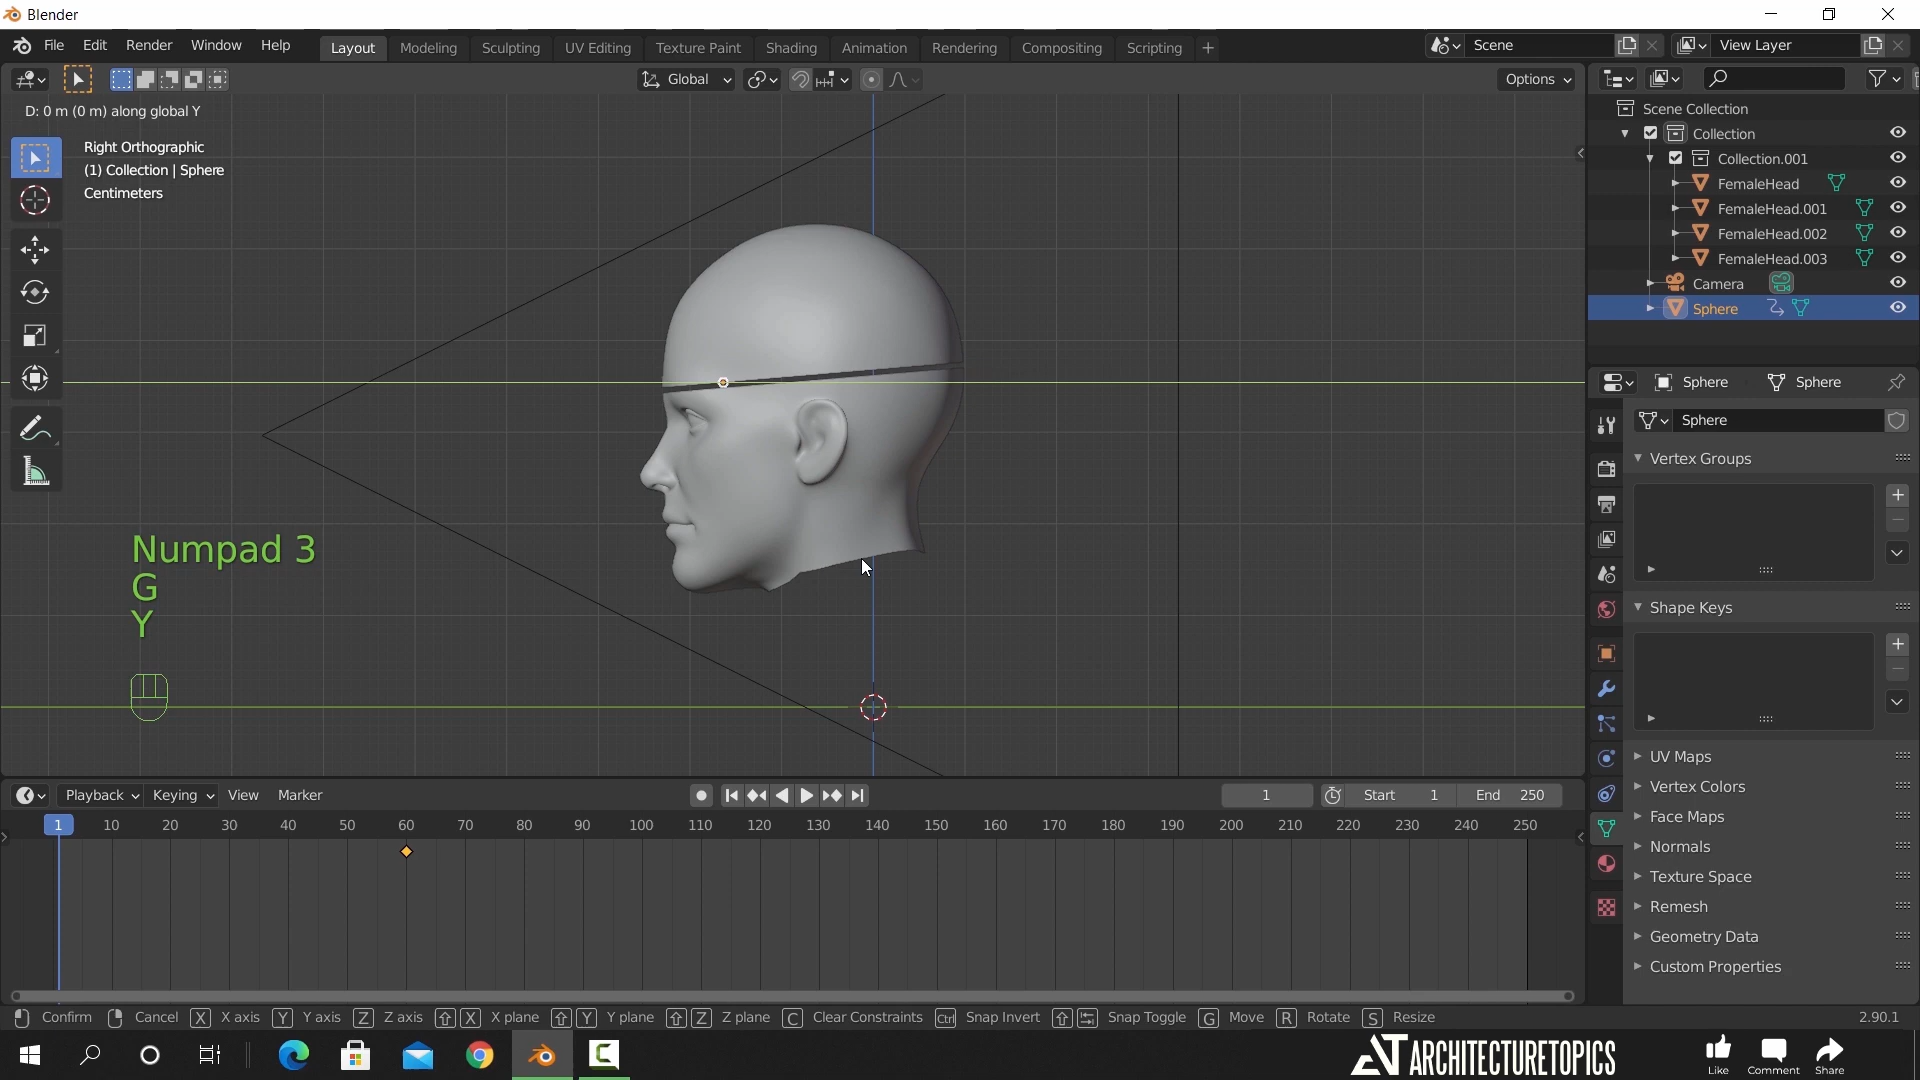 Blender
File Edit Render Window Help Layout Modeling Sculpting UV Editing Texture Paint Shading Animation Rendering Compositing Scripting + Scene View Layer
Global Options
D: 0 m (0 m) along global Y
Right Orthographic
(1) Collection | Sphere
Centimeters
Scene Collection
Collection
Collection.001
FemaleHead
FemaleHead.001
FemaleHead.002
FemaleHead.003
Camera
Sphere
Sphere Sphere
Sphere
Vertex Groups
Shape Keys
UV Maps
Vertex Colors
Face Maps
Normals
Texture Space
Remesh
Geometry Data
Custom Properties
Numpad 3
G
Y
Playback Keying View Marker 1 Start 1 End 250
1 10 20 30 40 50 60 70 80 90 100 110 120 130 140 150 160 170 180 190 200 210 220 230 240 250
Confirm Cancel X X axis Y Y axis Z Z axis X X plane Y Y plane Z Z plane C Clear Constraints Ctrl Snap Invert Snap Toggle G Move R Rotate S Resize 2.90.1
ARCHITECTURETOPICS
Like Comment Share